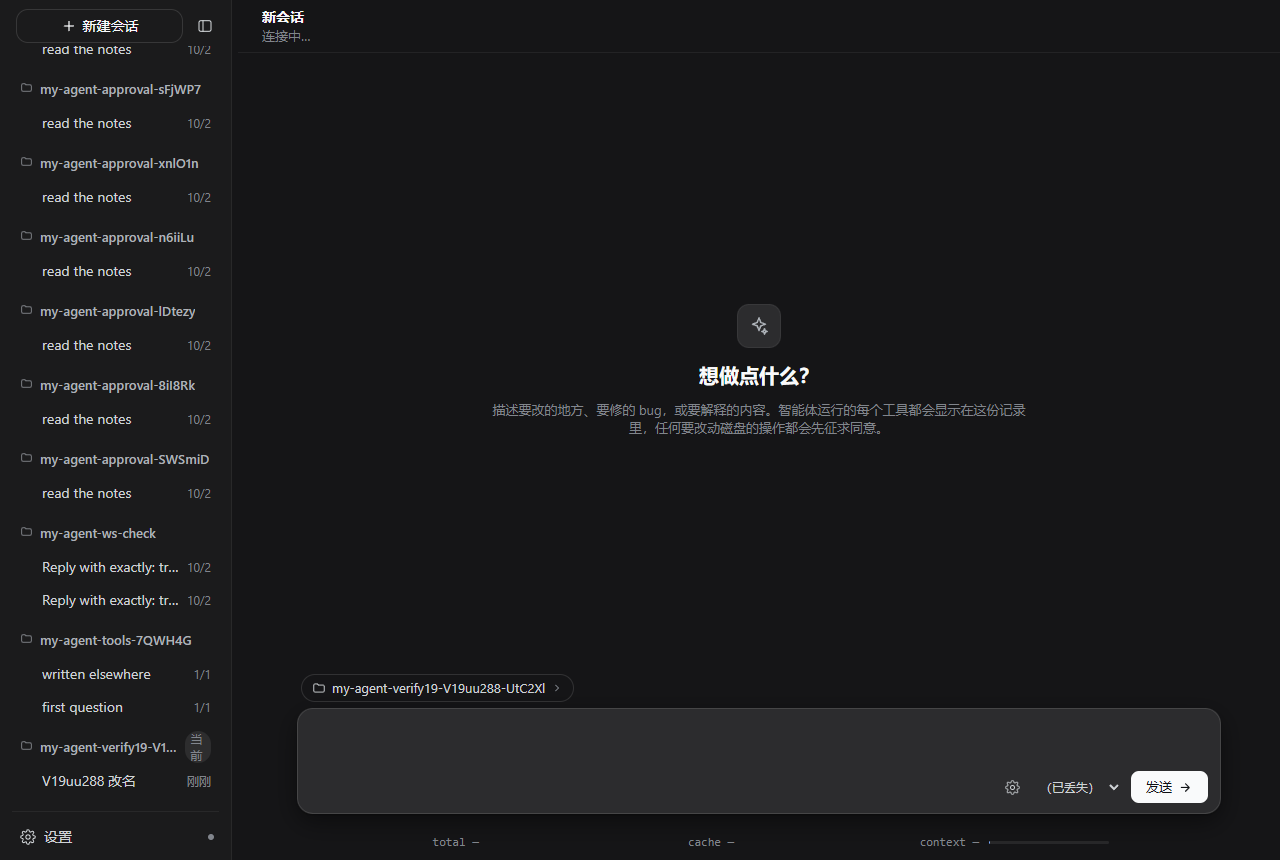 新建会话
read the notes 10/2
my-agent-approval-sFjWP7
read the notes 10/2
my-agent-approval-xnlO1n
read the notes 10/2
my-agent-approval-n6iiLu
read the notes 10/2
my-agent-approval-lDtezy
read the notes 10/2
my-agent-approval-8iI8Rk
read the notes 10/2
my-agent-approval-SWSmiD
read the notes 10/2
my-agent-ws-check
Reply with exactly: tr... 10/2
Reply with exactly: tr... 10/2
my-agent-tools-7QWH4G
written elsewhere 1/1
first question 1/1
my-agent-verify19-V1... 当前
V19uu288 改名 刚刚
设置
新会话
连接中...
想做点什么？
描述要改的地方、要修的 bug，或要解释的内容。智能体运行的每个工具都会显示在这份记录
里，任何要改动磁盘的操作都会先征求同意。
my-agent-verify19-V19uu288-UtC2Xl
(已丢失)
发送 →
total —
cache —
context —